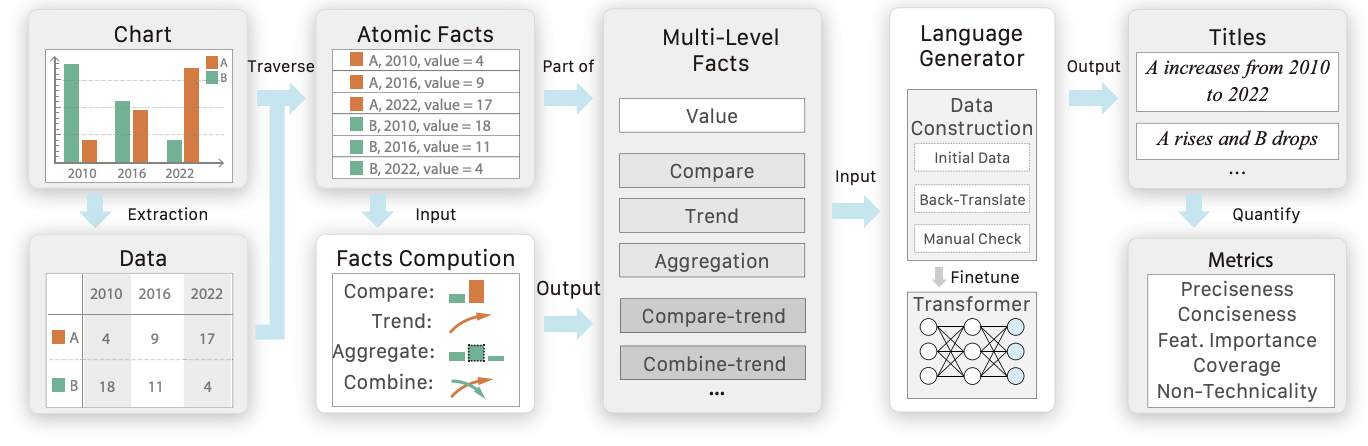 Chart
A
B
2010 2016 2022
Extraction
Data
2010 2016 2022
A 4 9 17
B 18 11 4
Traverse
Atomic Facts
A, 2010, value = 4
A, 2016, value = 9
A, 2022, value = 17
B, 2010, value = 18
B, 2016, value = 11
B, 2022, value = 4
Input
Facts Compution
Compare:
Trend:
Aggregate:
Combine:
Part of
Output
Multi-Level
Facts
Value
Compare
Trend
Aggregation
Compare-trend
Combine-trend
...
Input
Language
Generator
Data
Construction
Initial Data
Back-Translate
Manual Check
Finetune
Transformer
Output
Titles
A increases from 2010
to 2022
A rises and B drops
...
Quantify
Metrics
Preciseness
Conciseness
Feat. Importance
Coverage
Non-Technicality